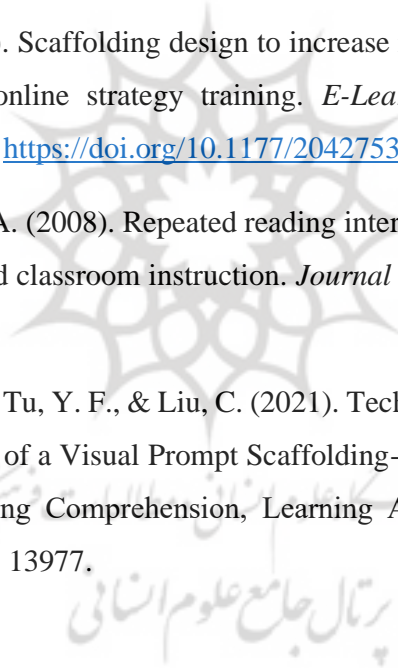 ). Scaffolding design to increase
online strategy training. E-Lea
https://doi.org/10.1177/2042753
A. (2008). Repeated reading inter
d classroom instruction. Journal
Tu, Y. F., & Liu, C. (2021). Tech
of a Visual Prompt Scaffolding-
ng Comprehension, Learning A
13977.
پرتال جامع علوم انسانی